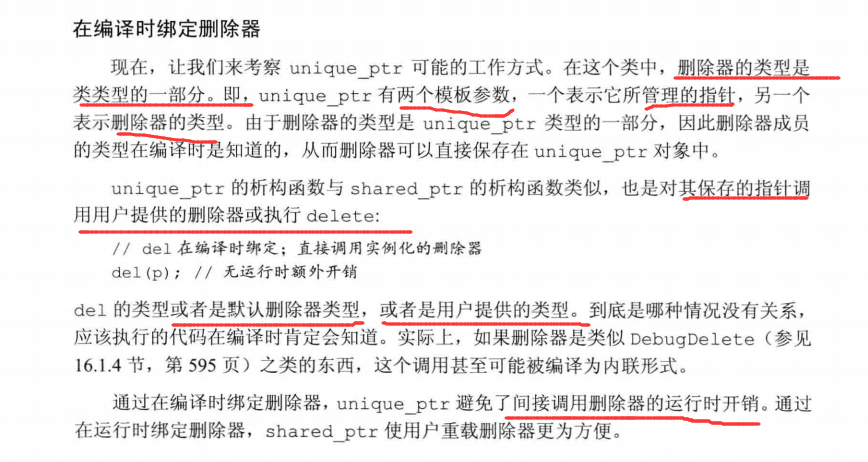 在编译时绑定删除器
现在，让我们来考察 unique_ptr 可能的工作方式。在这个类中，删除器的类型是
类类型的一部分。即，unique_ptr 有两个模板参数，一个表示它所管理的指针，另一个
表示删除器的类型。由于删除器的类型是 unique_ptr 类型的一部分，因此删除器成员
的类型在编译时是知道的，从而删除器可以直接保存在 unique_ptr 对象中。
unique_ptr 的析构函数与 shared_ptr 的析构函数类似，也是对其保存的指针调
用用户提供的删除器或执行 delete:
// del 在编译时绑定；直接调用实例化的删除器
del(p); // 无运行时额外开销
del 的类型或者是默认删除器类型，或者是用户提供的类型。到底是哪种情况没有关系，
应该执行的代码在编译时肯定会知道。实际上，如果删除器是类似 DebugDelete（参见
16.1.4 节，第 595 页）之类的东西，这个调用甚至可能被编译为内联形式。
通过在编译时绑定删除器，unique_ptr 避免了间接调用删除器的运行时开销。通过
在运行时绑定删除器，shared_ptr 使用户重载删除器更为方便。